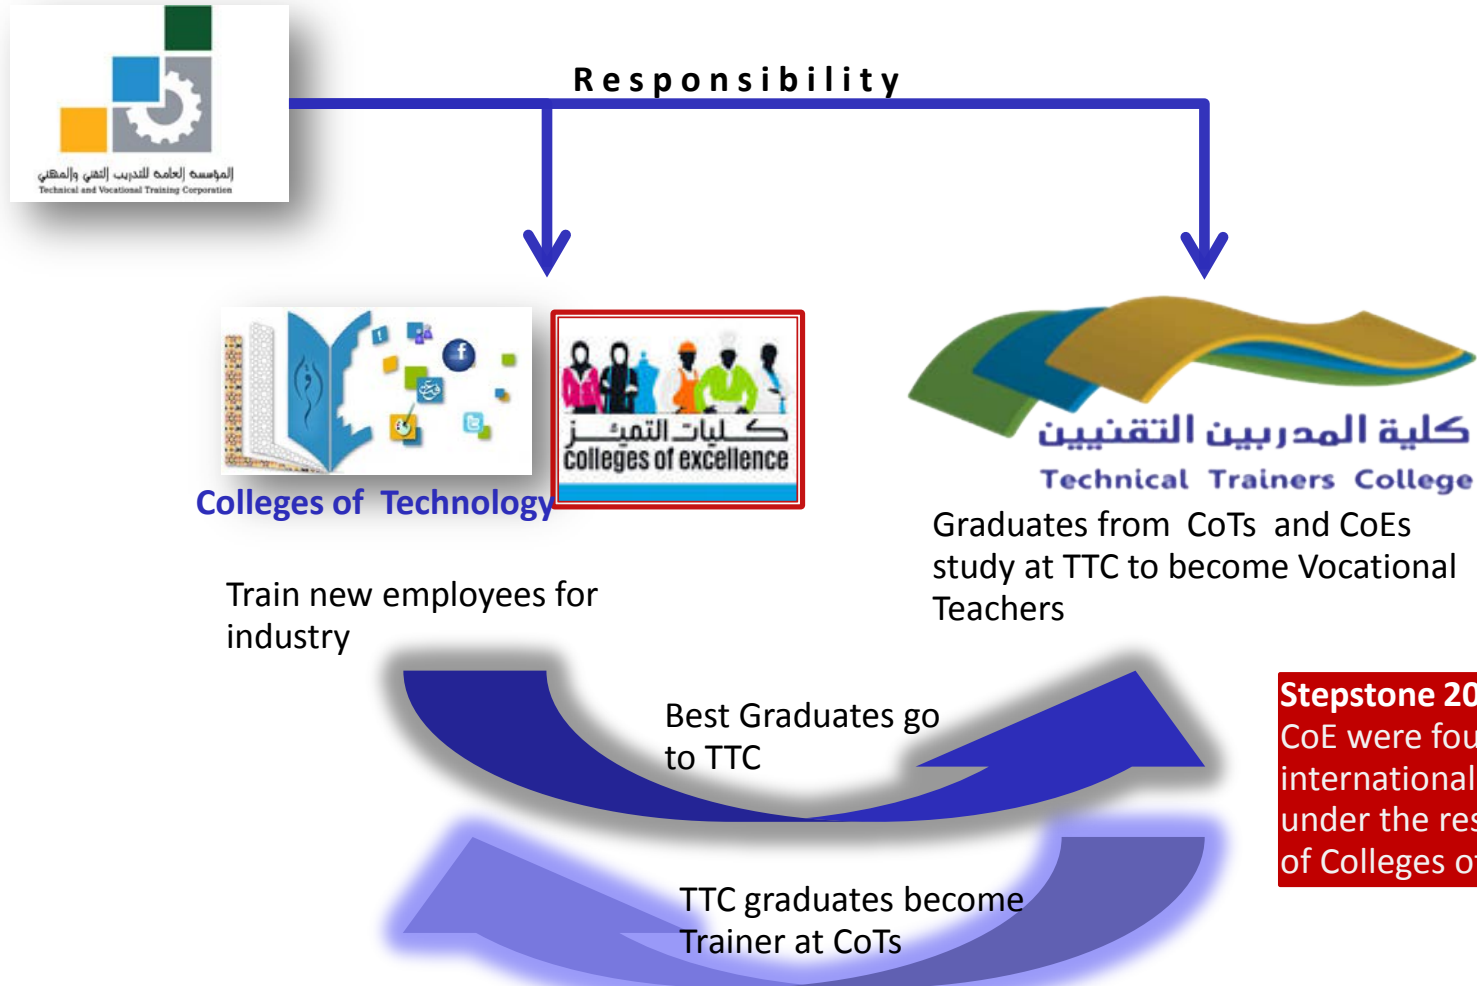 المؤسسة العامة للتدريب التقني والمهني
Technical and Vocational Training Corporation
Responsibility
كليات التميز
colleges of excellence
Colleges of Technology
كلية المدربين التقنيين
Technical Trainers College
Graduates from CoTs and CoEs
study at TTC to become Vocational
Teachers
Train new employees for
industry
Best Graduates go
to TTC
Stepstone 20
CoE were fou
international
under the res
of Colleges of
TTC graduates become
Trainer at CoTs